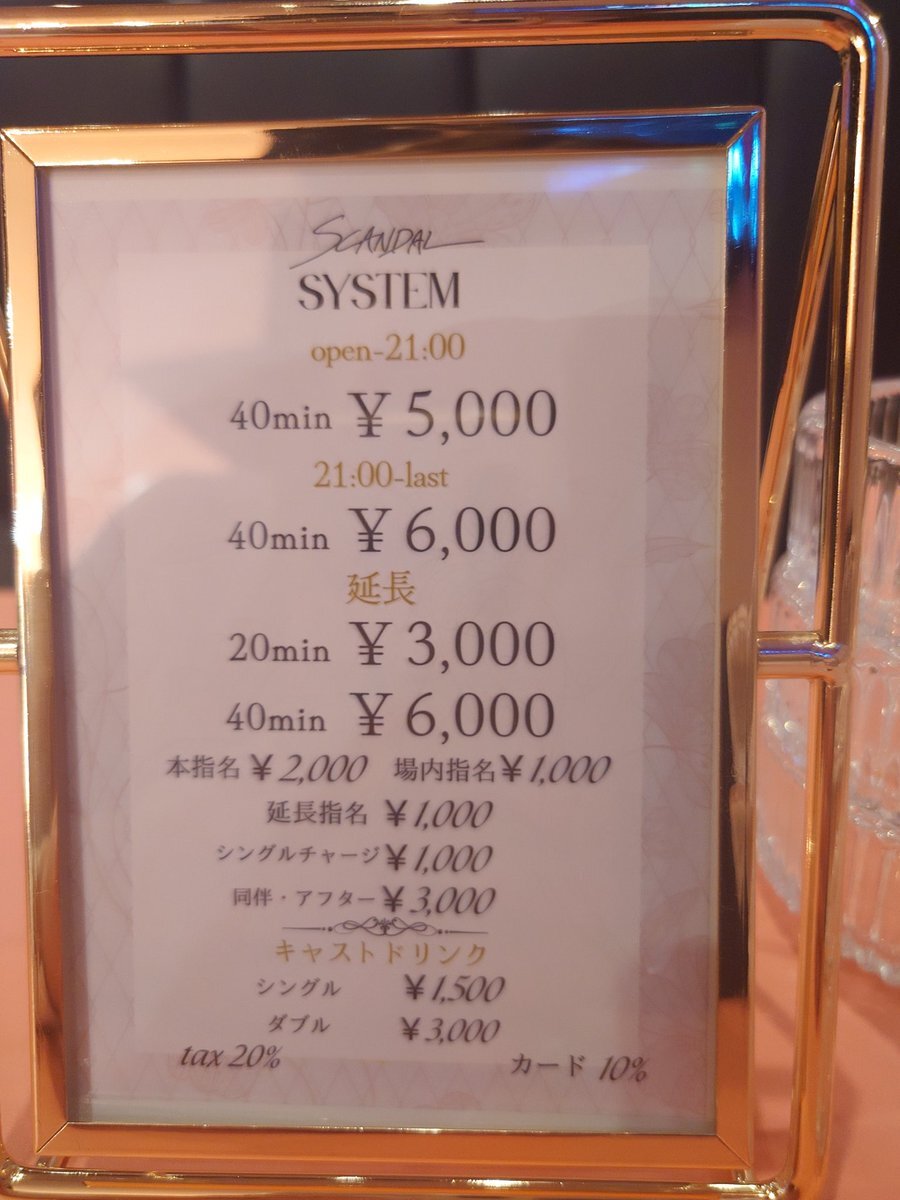 SCANDAL
SYSTEM
open-21:00
40min ¥5,000
21:00-last
40min ¥6,000
延長
20min ¥3,000
40min ¥6,000
本指名¥2,000 場内指名¥1,000
延長指名 ¥1,000
シングルチャージ¥1,000
同伴・アフター¥3,000
キャストドリンク
シングル ¥1,500
ダブル ¥3,000
tax 20% カード 10%